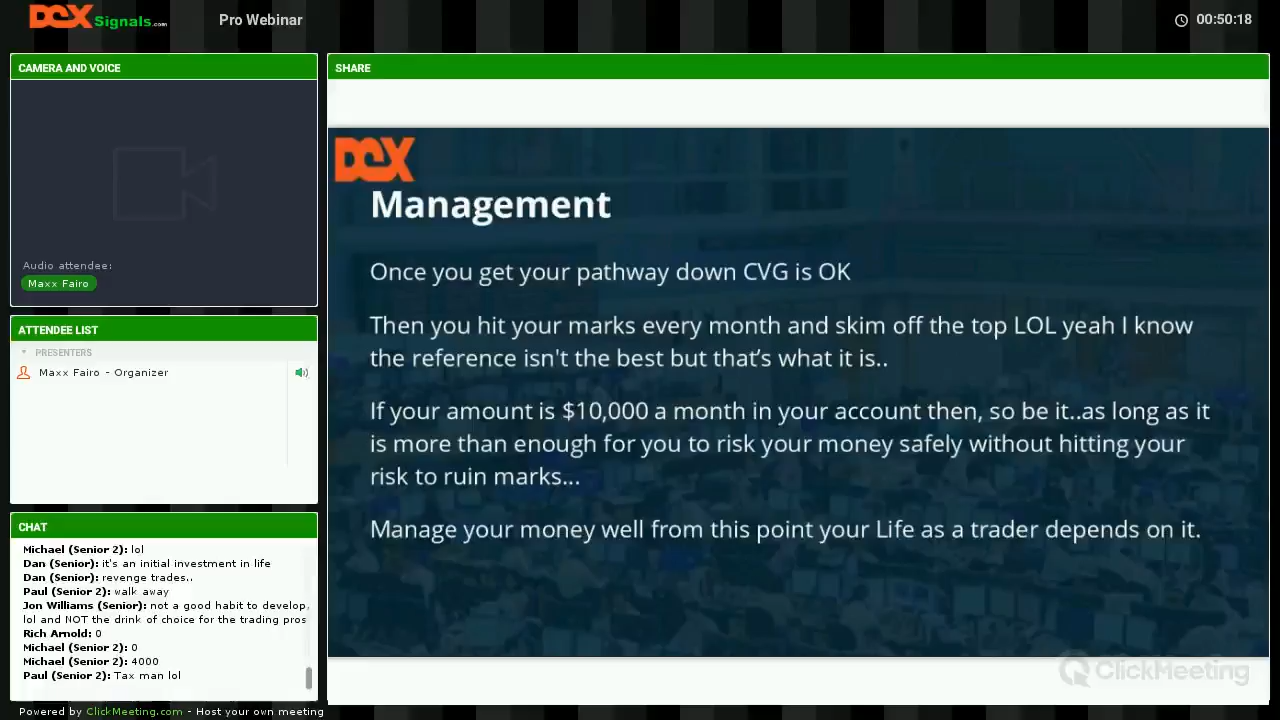 DCX Signals.com
Pro Webinar
00:50:18
CAMERA AND VOICE
Audio attendee:
Maxx Fairo
ATTENDEE LIST
PRESENTERS
Maxx Fairo - Organizer
CHAT
Michael (Senior 2): lol
Dan (Senior): it's an initial investment in life
Dan (Senior): revenge trades..
Paul (Senior 2): walk away
Jon Williams (Senior): not a good habit to develop,
lol and NOT the drink of choice for the trading pros
Rich Arnold: 0
Michael (Senior 2): 0
Michael (Senior 2): 4000
Paul (Senior 2): Tax man lol
Powered by ClickMeeting.com - Host your own meeting
SHARE
DCX
Management
Once you get your pathway down CVG is OK
Then you hit your marks every month and skim off the top LOL yeah I know
the reference isn't the best but that's what it is..
If your amount is $10,000 a month in your account then, so be it..as long as it
is more than enough for you to risk your money safely without hitting your
risk to ruin marks...
Manage your money well from this point your Life as a trader depends on it.
ClickMeeting